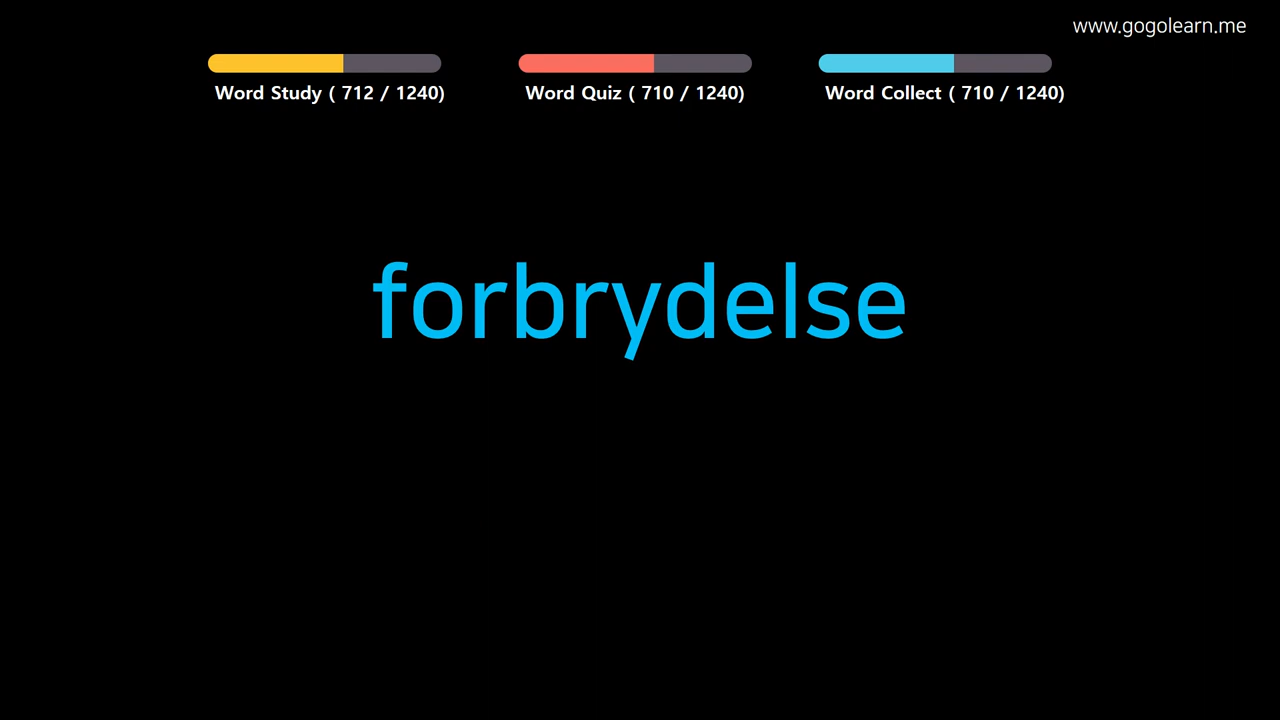 www.gogolearn.me
Word Study ( 712 / 1240)
Word Quiz ( 710 / 1240)
Word Collect ( 710 / 1240)
forbrydelse